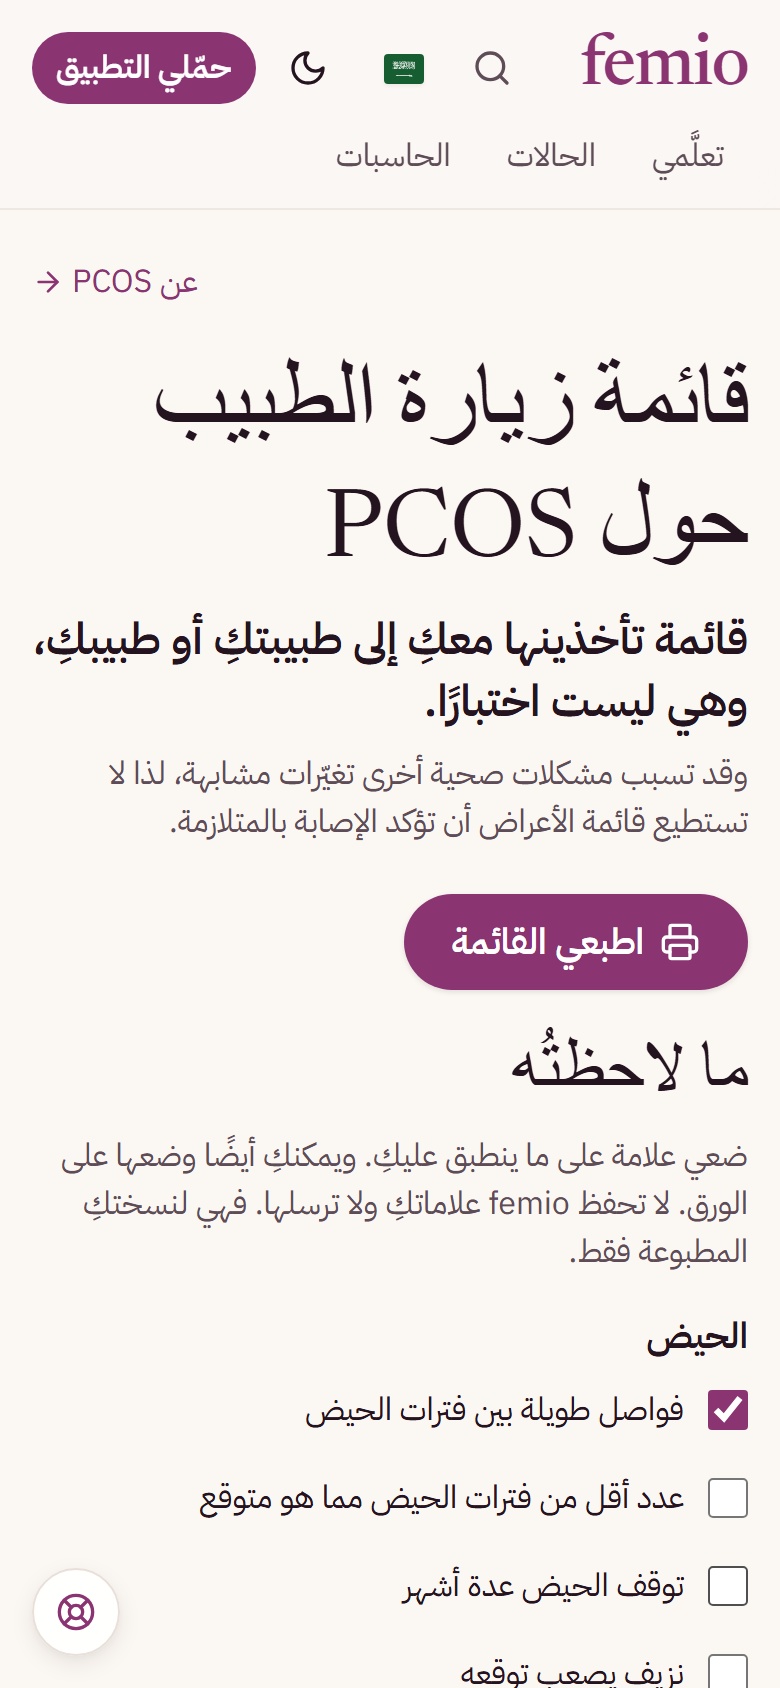 femio
حمّلي التطبيق
تعلَّمي
الحالات
الحاسبات
عن PCOS
قائمة زيارة الطبيب
حول PCOS
قائمة تأخذينها معكِ إلى طبيبتكِ أو طبيبكِ،
وهي ليست اختبارًا.
وقد تسبب مشكلات صحية أخرى تغيّرات مشابهة، لذا لا
تستطيع قائمة الأعراض أن تؤكد الإصابة بالمتلازمة.
اطبعي القائمة
ما لاحظتُه
ضعي علامة على ما ينطبق عليكِ. ويمكنكِ أيضًا وضعها على
الورق. لا تحفظ femio علاماتكِ ولا ترسلها. فهي لنسختكِ
المطبوعة فقط.
الحيض
فواصل طويلة بين فترات الحيض
عدد أقل من فترات الحيض مما هو متوقع
توقف الحيض عدة أشهر
نزيف يصعب توقعه